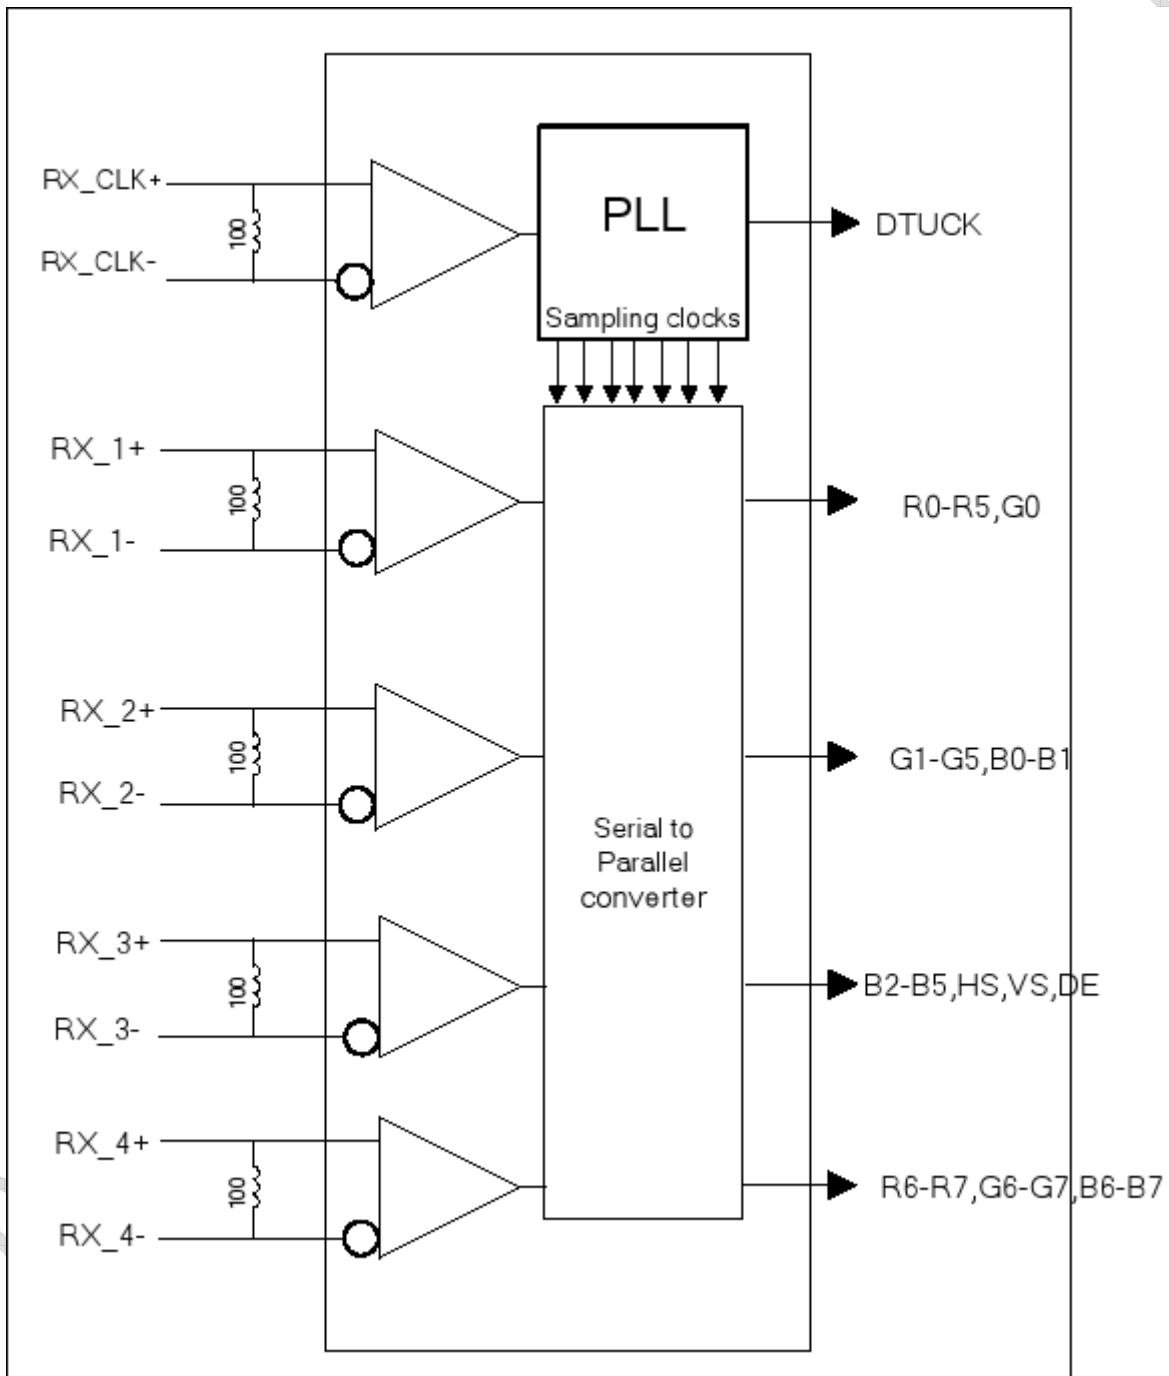 RX_CLK+
100
RX_CLK-
PLL
Sampling clocks
DTUCK
RX_1+
100
RX_1-
R0-R5,G0
RX_2+
100
RX_2-
G1-G5,B0-B1
Serial to
Parallel
converter
RX_3+
100
RX_3-
B2-B5,HS,VS,DE
RX_4+
100
RX_4-
R6-R7,G6-G7,B6-B7